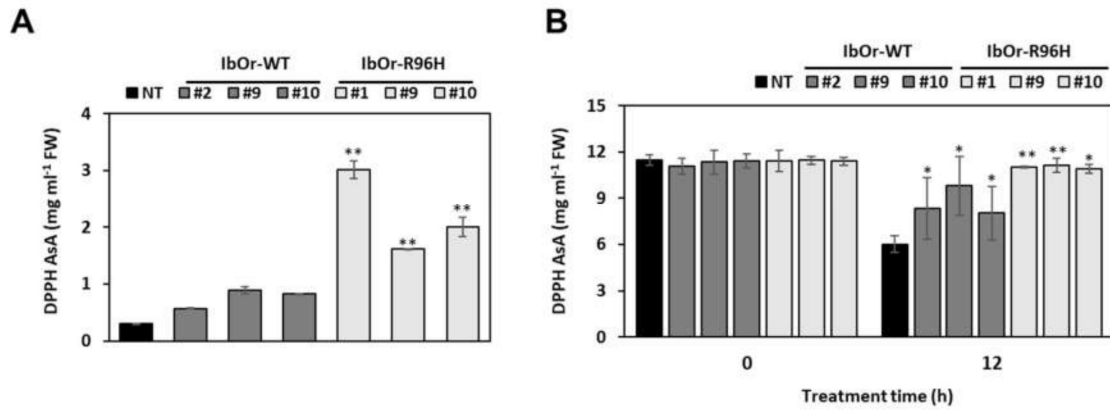 A
IbOr-WT IbOr-R96H
NT #2 #9 #10 #1 #9 #10
DPPH AsA (mg ml⁻¹ FW)
4
3
2
1
0
** ** **
B
IbOr-WT IbOr-R96H
NT #2 #9 #10 #1 #9 #10
DPPH AsA (mg ml⁻¹ FW)
15
12
9
6
3
0
* * * ** ** *
0 12
Treatment time (h)